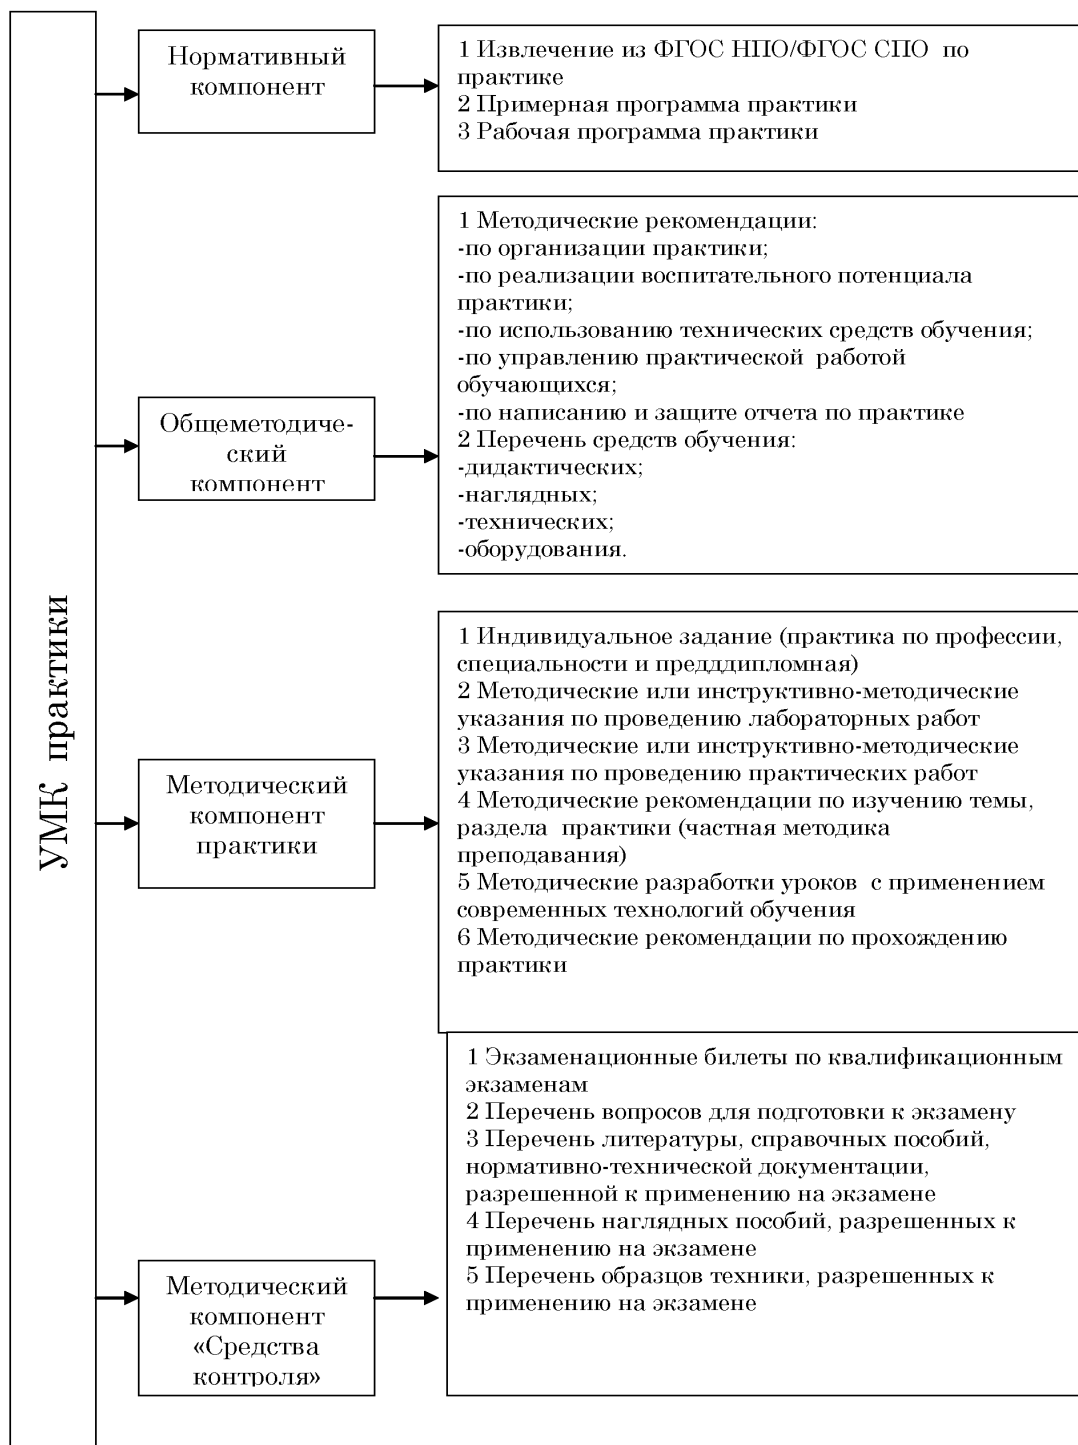 УМК практики
Нормативный
компонент
1 Извлечение из ФГОС НПО/ФГОС СПО по
практике
2 Примерная программа практики
3 Рабочая программа практики
Общеметодиче-
ский
компонент
1 Методические рекомендации:
-по организации практики;
-по реализации воспитательного потенциала
практики;
-по использованию технических средств обучения;
-по управлению практической работой
обучающихся;
-по написанию и защите отчета по практике
2 Перечень средств обучения:
-дидактических;
-наглядных;
-технических;
-оборудования.
Методический
компонент
практики
1 Индивидуальное задание (практика по профессии,
специальности и предддипломная)
2 Методические или инструктивно-методические
указания по проведению лабораторных работ
3 Методические или инструктивно-методические
указания по проведению практических работ
4 Методические рекомендации по изучению темы,
раздела практики (частная методика
преподавания)
5 Методические разработки уроков с применением
современных технологий обучения
6 Методические рекомендации по прохождению
практики
Методический
компонент
«Средства
контроля»
1 Экзаменационные билеты по квалификационным
экзаменам
2 Перечень вопросов для подготовки к экзамену
3 Перечень литературы, справочных пособий,
нормативно-технической документации,
разрешенной к применению на экзамене
4 Перечень наглядных пособий, разрешенных к
применению на экзамене
5 Перечень образцов техники, разрешенных к
применению на экзамене